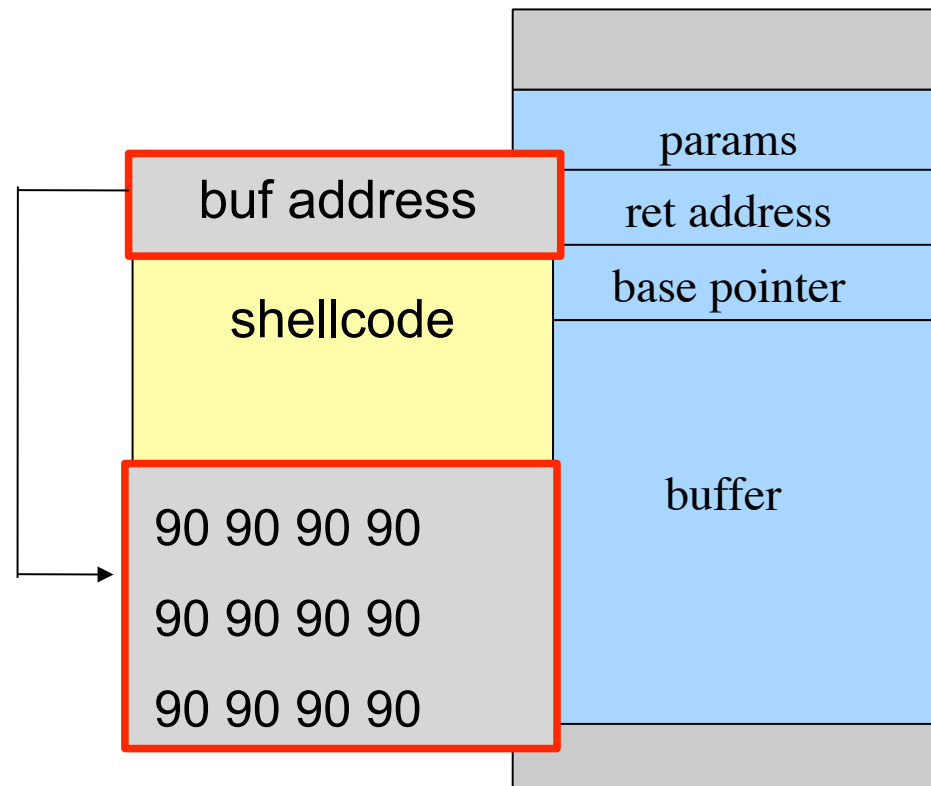 params
buf address
ret address
base pointer
shellcode
buffer
90 90 90 90
90 90 90 90
90 90 90 90